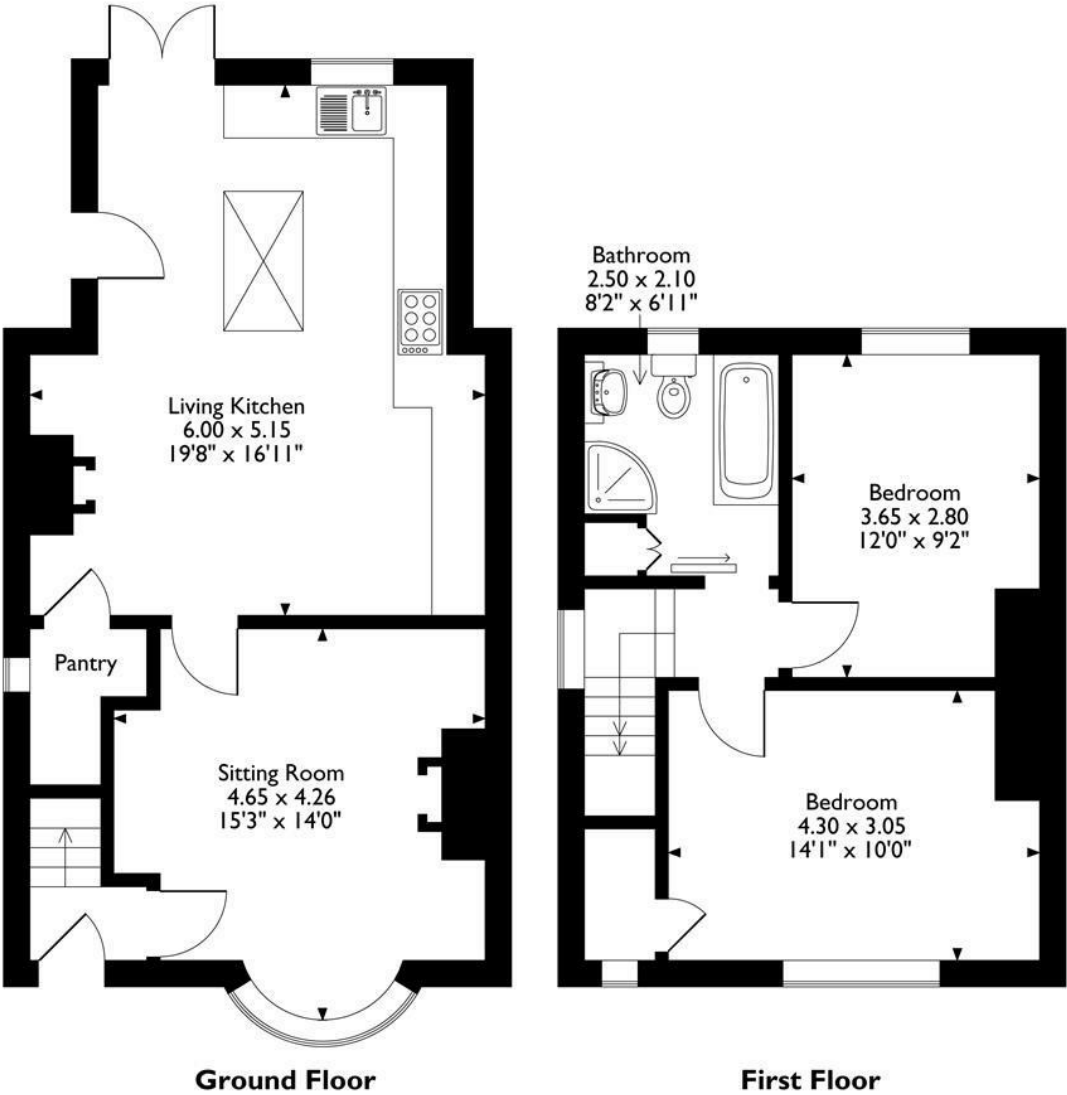 Bathroom
2.50 x 2.10
8'2" x 6'11"
Living Kitchen
6.00 x 5.15
19'8" x 16'11"
Bedroom
3.65 x 2.80
12'0" x 9'2"
Pantry
Sitting Room
4.65 x 4.26
15'3" x 14'0"
Bedroom
4.30 x 3.05
14'1" x 10'0"
Ground Floor
First Floor